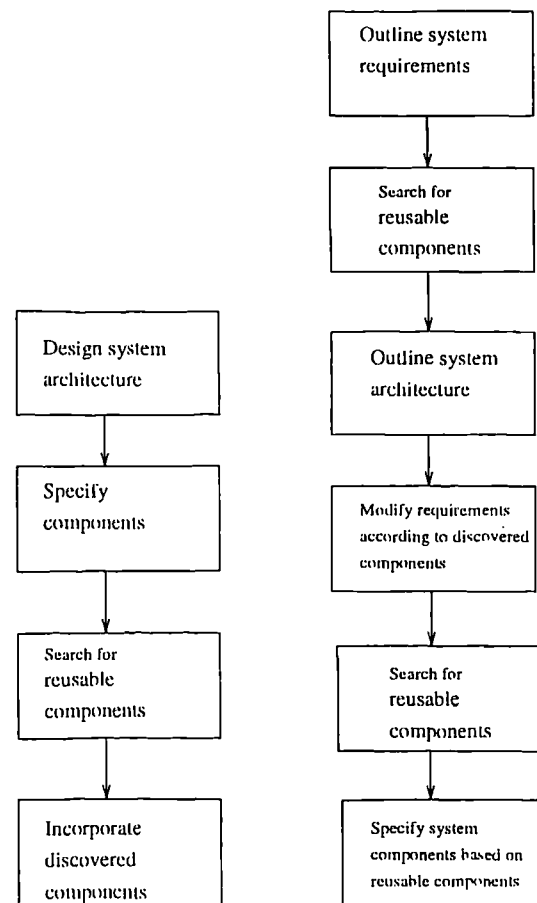 Design system
architecture
Specify
components
Search for
reusable
components
Incorporate
discovered
components
Outline system
requirements
Search for
reusable
components
Outline system
architecture
Modify requirements
according to discovered
components
Search for
reusable
components
Specify system
components based on
reusable components